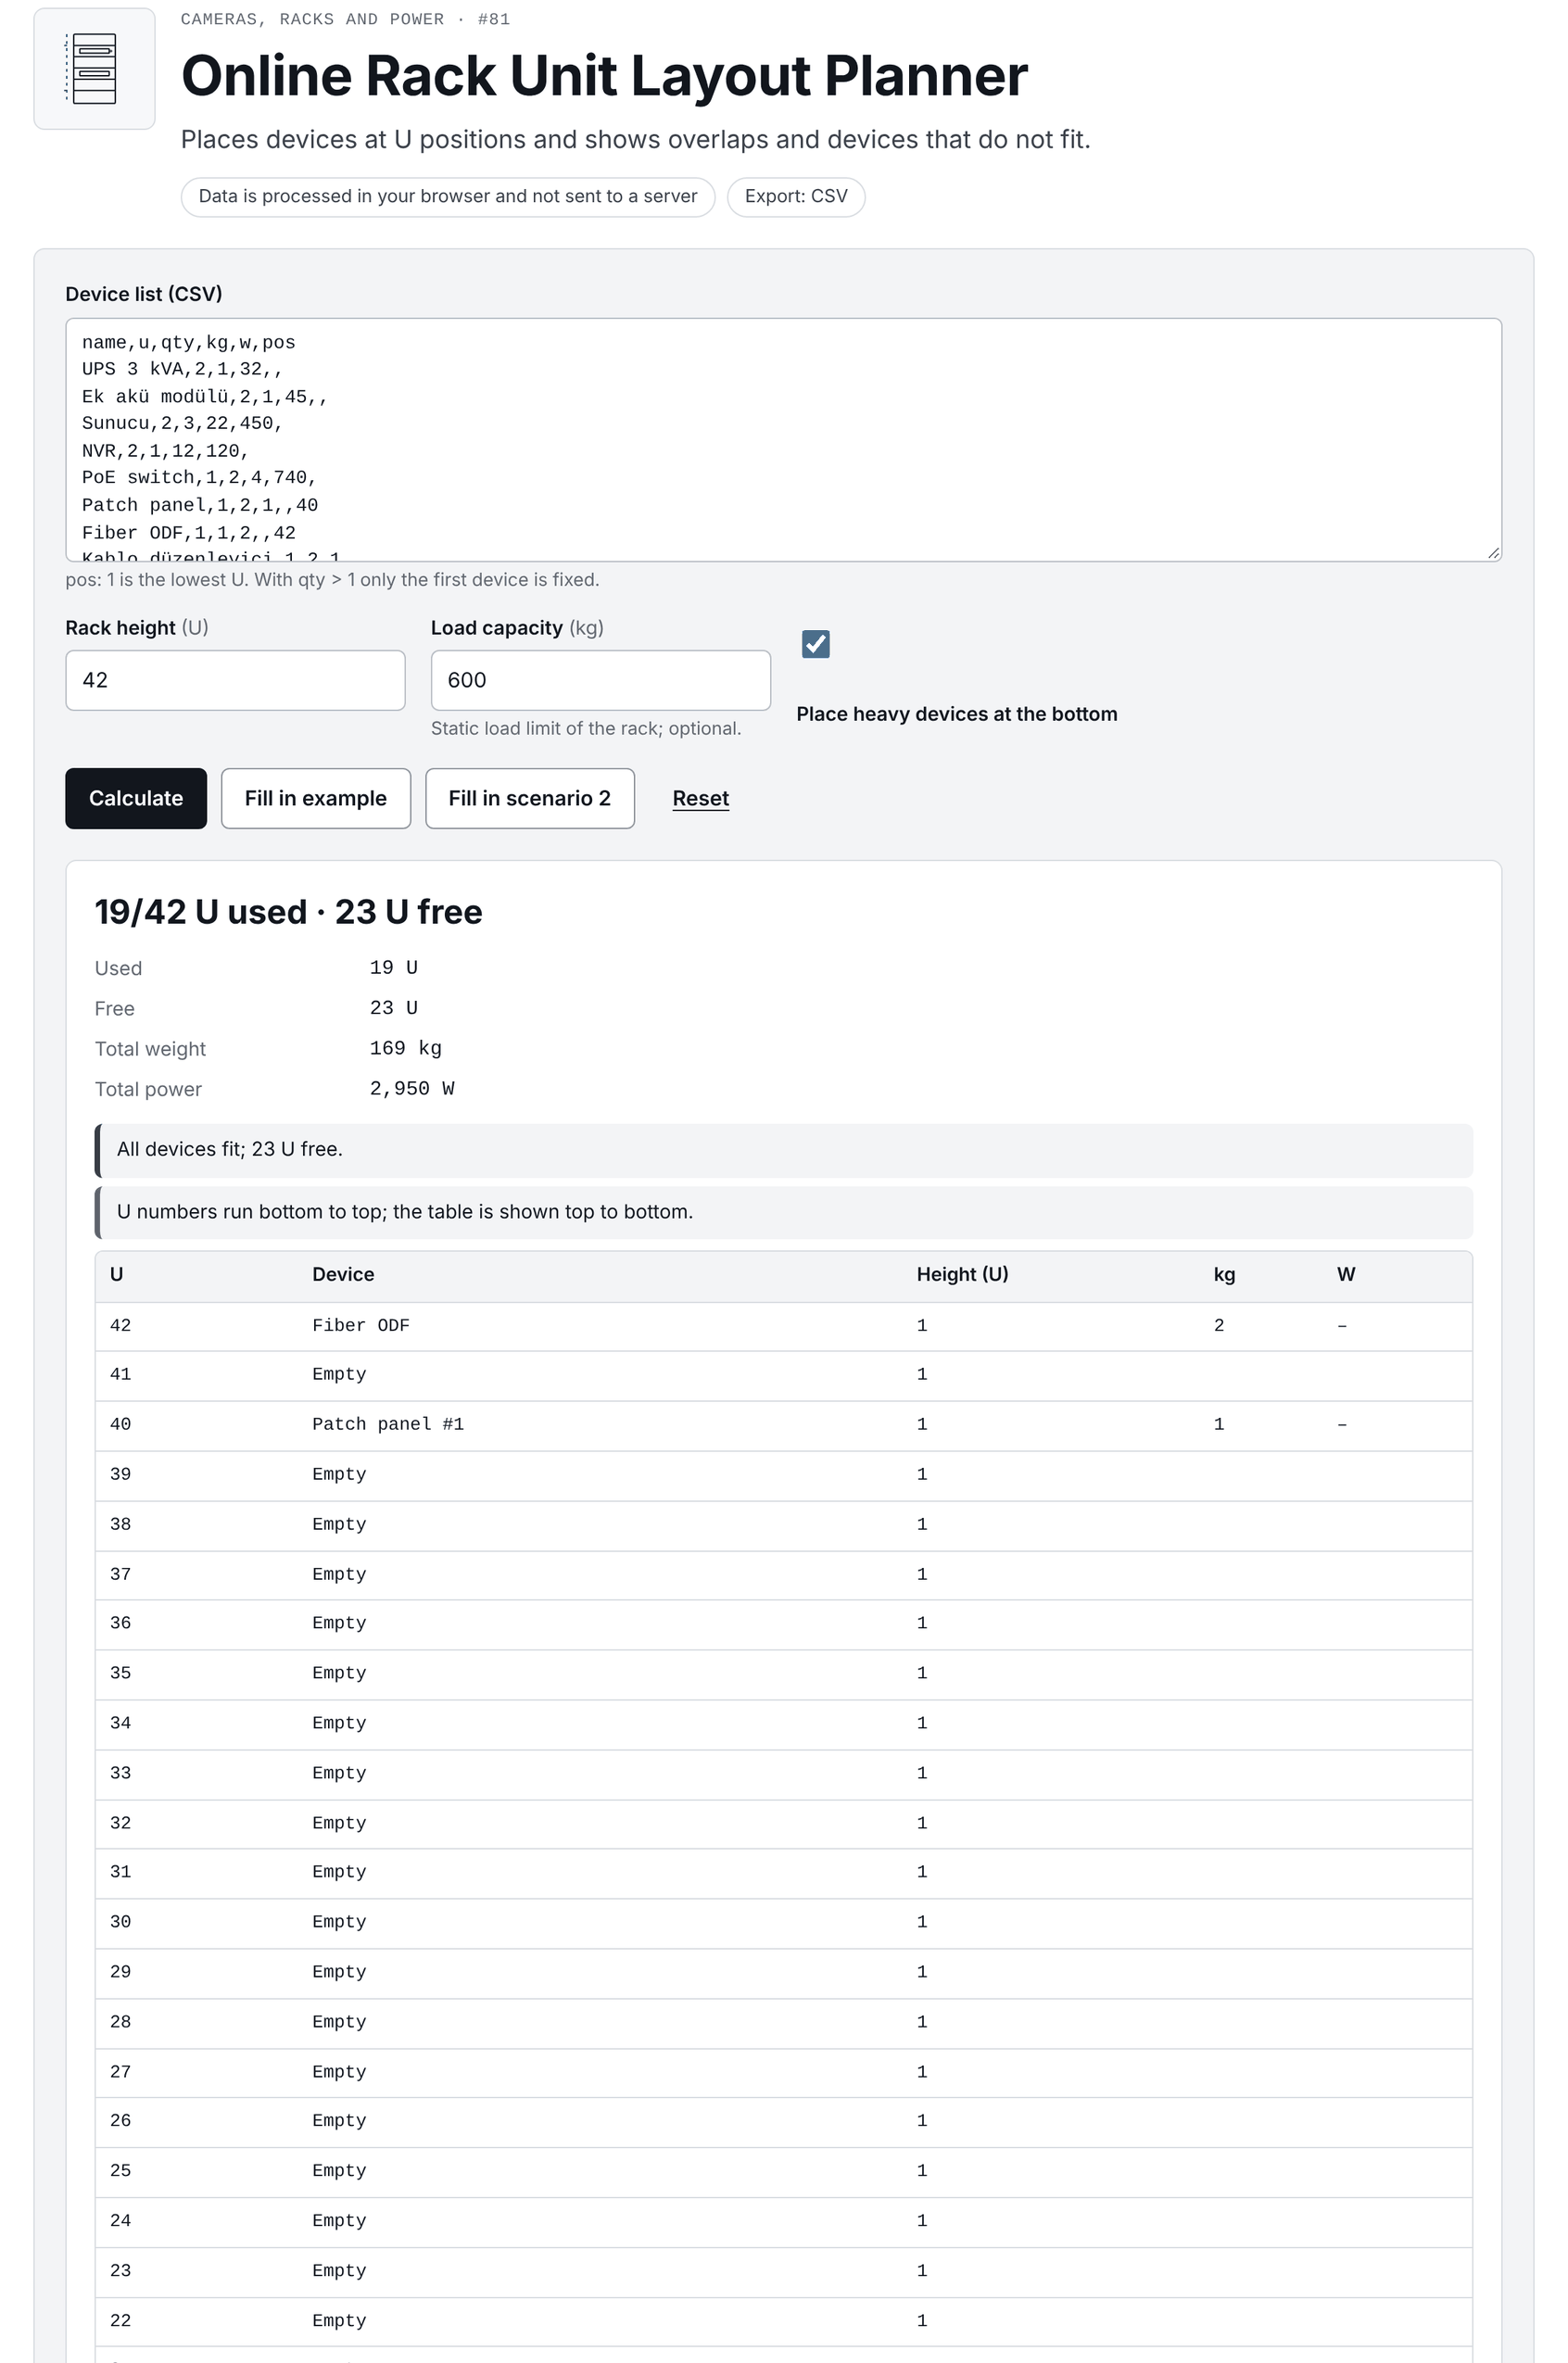 CAMERAS, RACKS AND POWER · #81
Online Rack Unit Layout Planner
Places devices at U positions and shows overlaps and devices that do not fit.
Data is processed in your browser and not sent to a server Export: CSV
Device list (CSV)
name,u,qty,kg,w,pos
UPS 3 kVA,2,1,32,,
Ek akü modülü,2,1,45,,
Sunucu,2,3,22,450,
NVR,2,1,12,120,
PoE switch,1,2,4,740,
Patch panel,1,2,1,,40
Fiber ODF,1,1,2,,42
Kablo düzenleyici,1,2,1
pos: 1 is the lowest U. With qty > 1 only the first device is fixed.
Rack height (U) Load capacity (kg)
42 600
Static load limit of the rack; optional.
Place heavy devices at the bottom
Calculate Fill in example Fill in scenario 2 Reset
19/42 U used · 23 U free
Used 19 U
Free 23 U
Total weight 169 kg
Total power 2,950 W
All devices fit; 23 U free.
U numbers run bottom to top; the table is shown top to bottom.
U Device Height (U) kg W
42 Fiber ODF 1 2 –
41 Empty 1
40 Patch panel #1 1 1 –
39 Empty 1
38 Empty 1
37 Empty 1
36 Empty 1
35 Empty 1
34 Empty 1
33 Empty 1
32 Empty 1
31 Empty 1
30 Empty 1
29 Empty 1
28 Empty 1
27 Empty 1
26 Empty 1
25 Empty 1
24 Empty 1
23 Empty 1
22 Empty 1